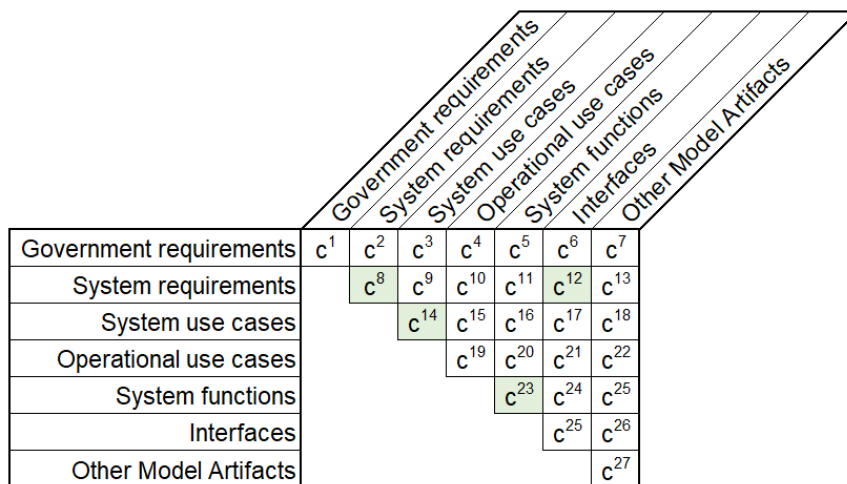 Government requirements
System requirements
System use cases
Operational use cases
System functions
Interfaces
Other Model Artifacts
Government requirements c¹ c² c³ c⁴ c⁵ c⁶ c⁷
System requirements c⁸ c⁹ c¹⁰ c¹¹ c¹² c¹³
System use cases c¹⁴ c¹⁵ c¹⁶ c¹⁷ c¹⁸
Operational use cases c¹⁹ c²⁰ c²¹ c²²
System functions c²³ c²⁴ c²⁵
Interfaces c²⁵ c²⁶
Other Model Artifacts c²⁷